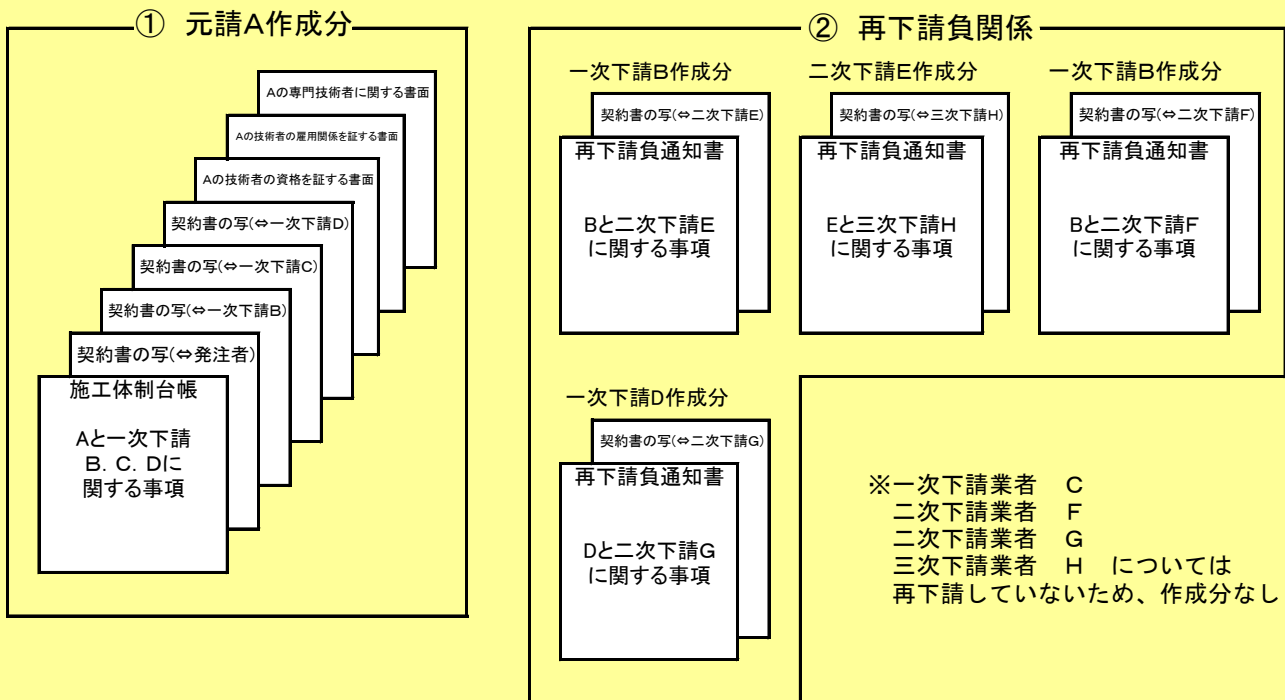 ① 元請A作成分
Aの専門技術者に関する書面
Aの技術者の雇用関係を証する書面
Aの技術者の資格を証する書面
契約書の写(⇔一次下請D)
契約書の写(⇔一次下請C)
契約書の写(⇔一次下請B)
契約書の写(⇔発注者)
施工体制台帳
Aと一次下請
B．C．Dに
関する事項
② 再下請負関係
一次下請B作成分
契約書の写(⇔二次下請E)
再下請負通知書
Bと二次下請E
に関する事項
二次下請E作成分
契約書の写(⇔三次下請H)
再下請負通知書
Eと三次下請H
に関する事項
一次下請B作成分
契約書の写(⇔二次下請F)
再下請負通知書
Bと二次下請F
に関する事項
一次下請D作成分
契約書の写(⇔二次下請G)
再下請負通知書
Dと二次下請G
に関する事項
※一次下請業者　C
二次下請業者　F
二次下請業者　G
三次下請業者　H　については
再下請していないため、作成分なし